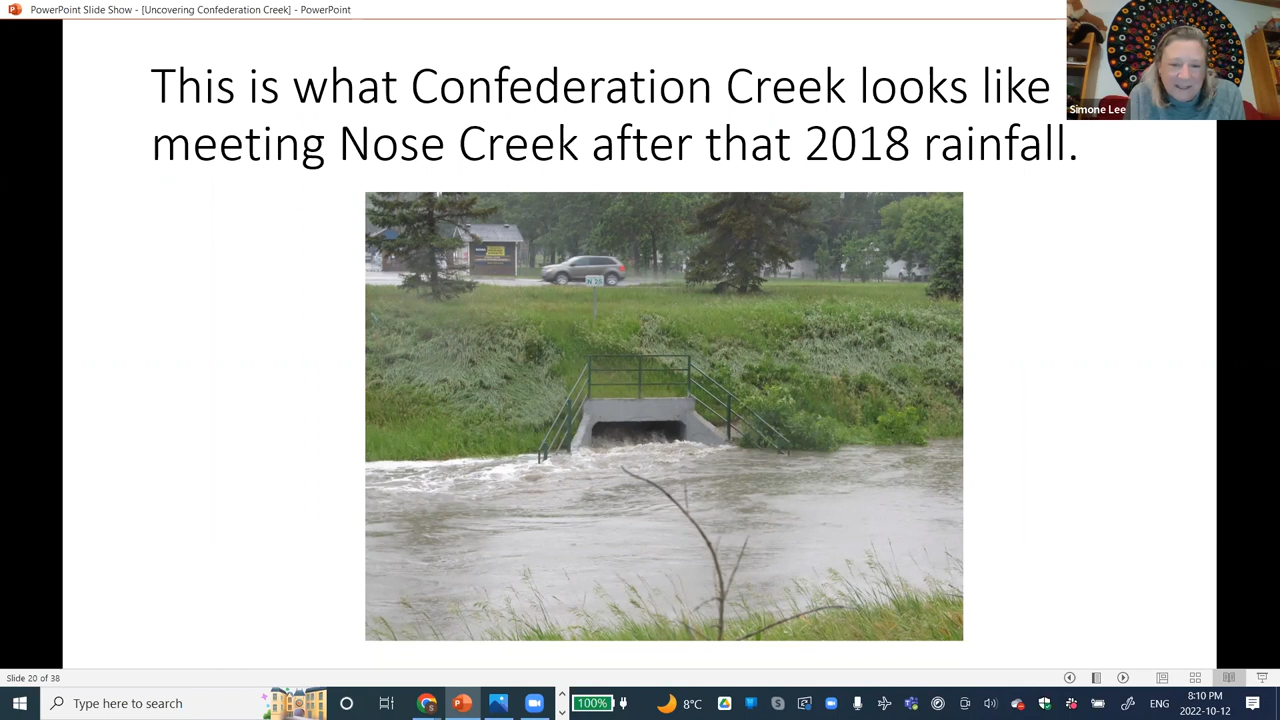 PowerPoint Slide Show - [Uncovering Confederation Creek] - PowerPoint
This is what Confederation Creek looks like
meeting Nose Creek after that 2018 rainfall.
Simone Lee
N 25
Slide 20 of 38
Type here to search
100%
8°C
ENG
8:10 PM
2022-10-12